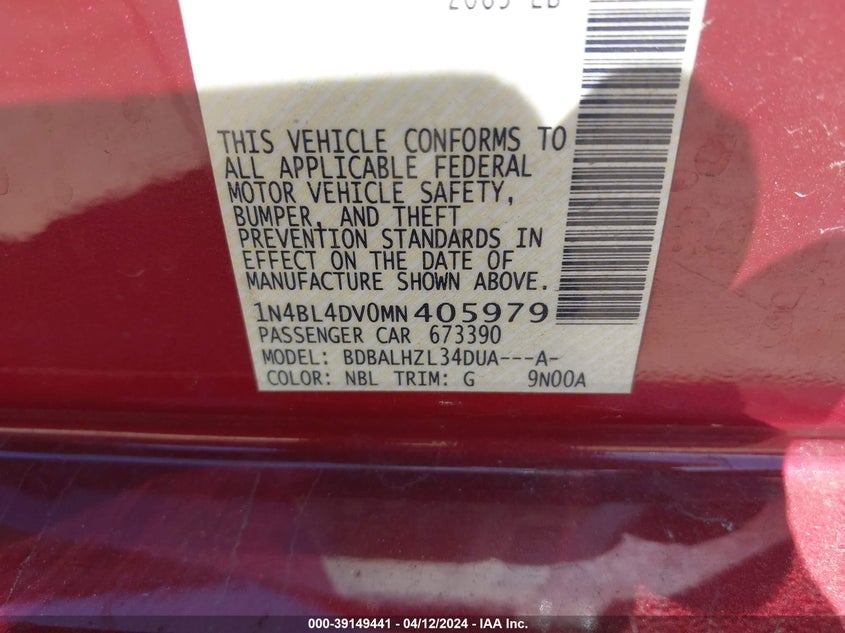 THIS VEHICLE CONFORMS TO
ALL APPLICABLE FEDERAL
MOTOR VEHICLE SAFETY,
BUMPER, AND THEFT
PREVENTION STANDARDS IN
EFFECT ON THE DATE OF
MANUFACTURE SHOWN ABOVE.
1N4BL4DV0MN405979
PASSENGER CAR 673390
MODEL: BDBALHZL34DUA---A-
COLOR: NBL TRIM: G 9N00A
000-39149441 - 04/12/2024 - IAA Inc.